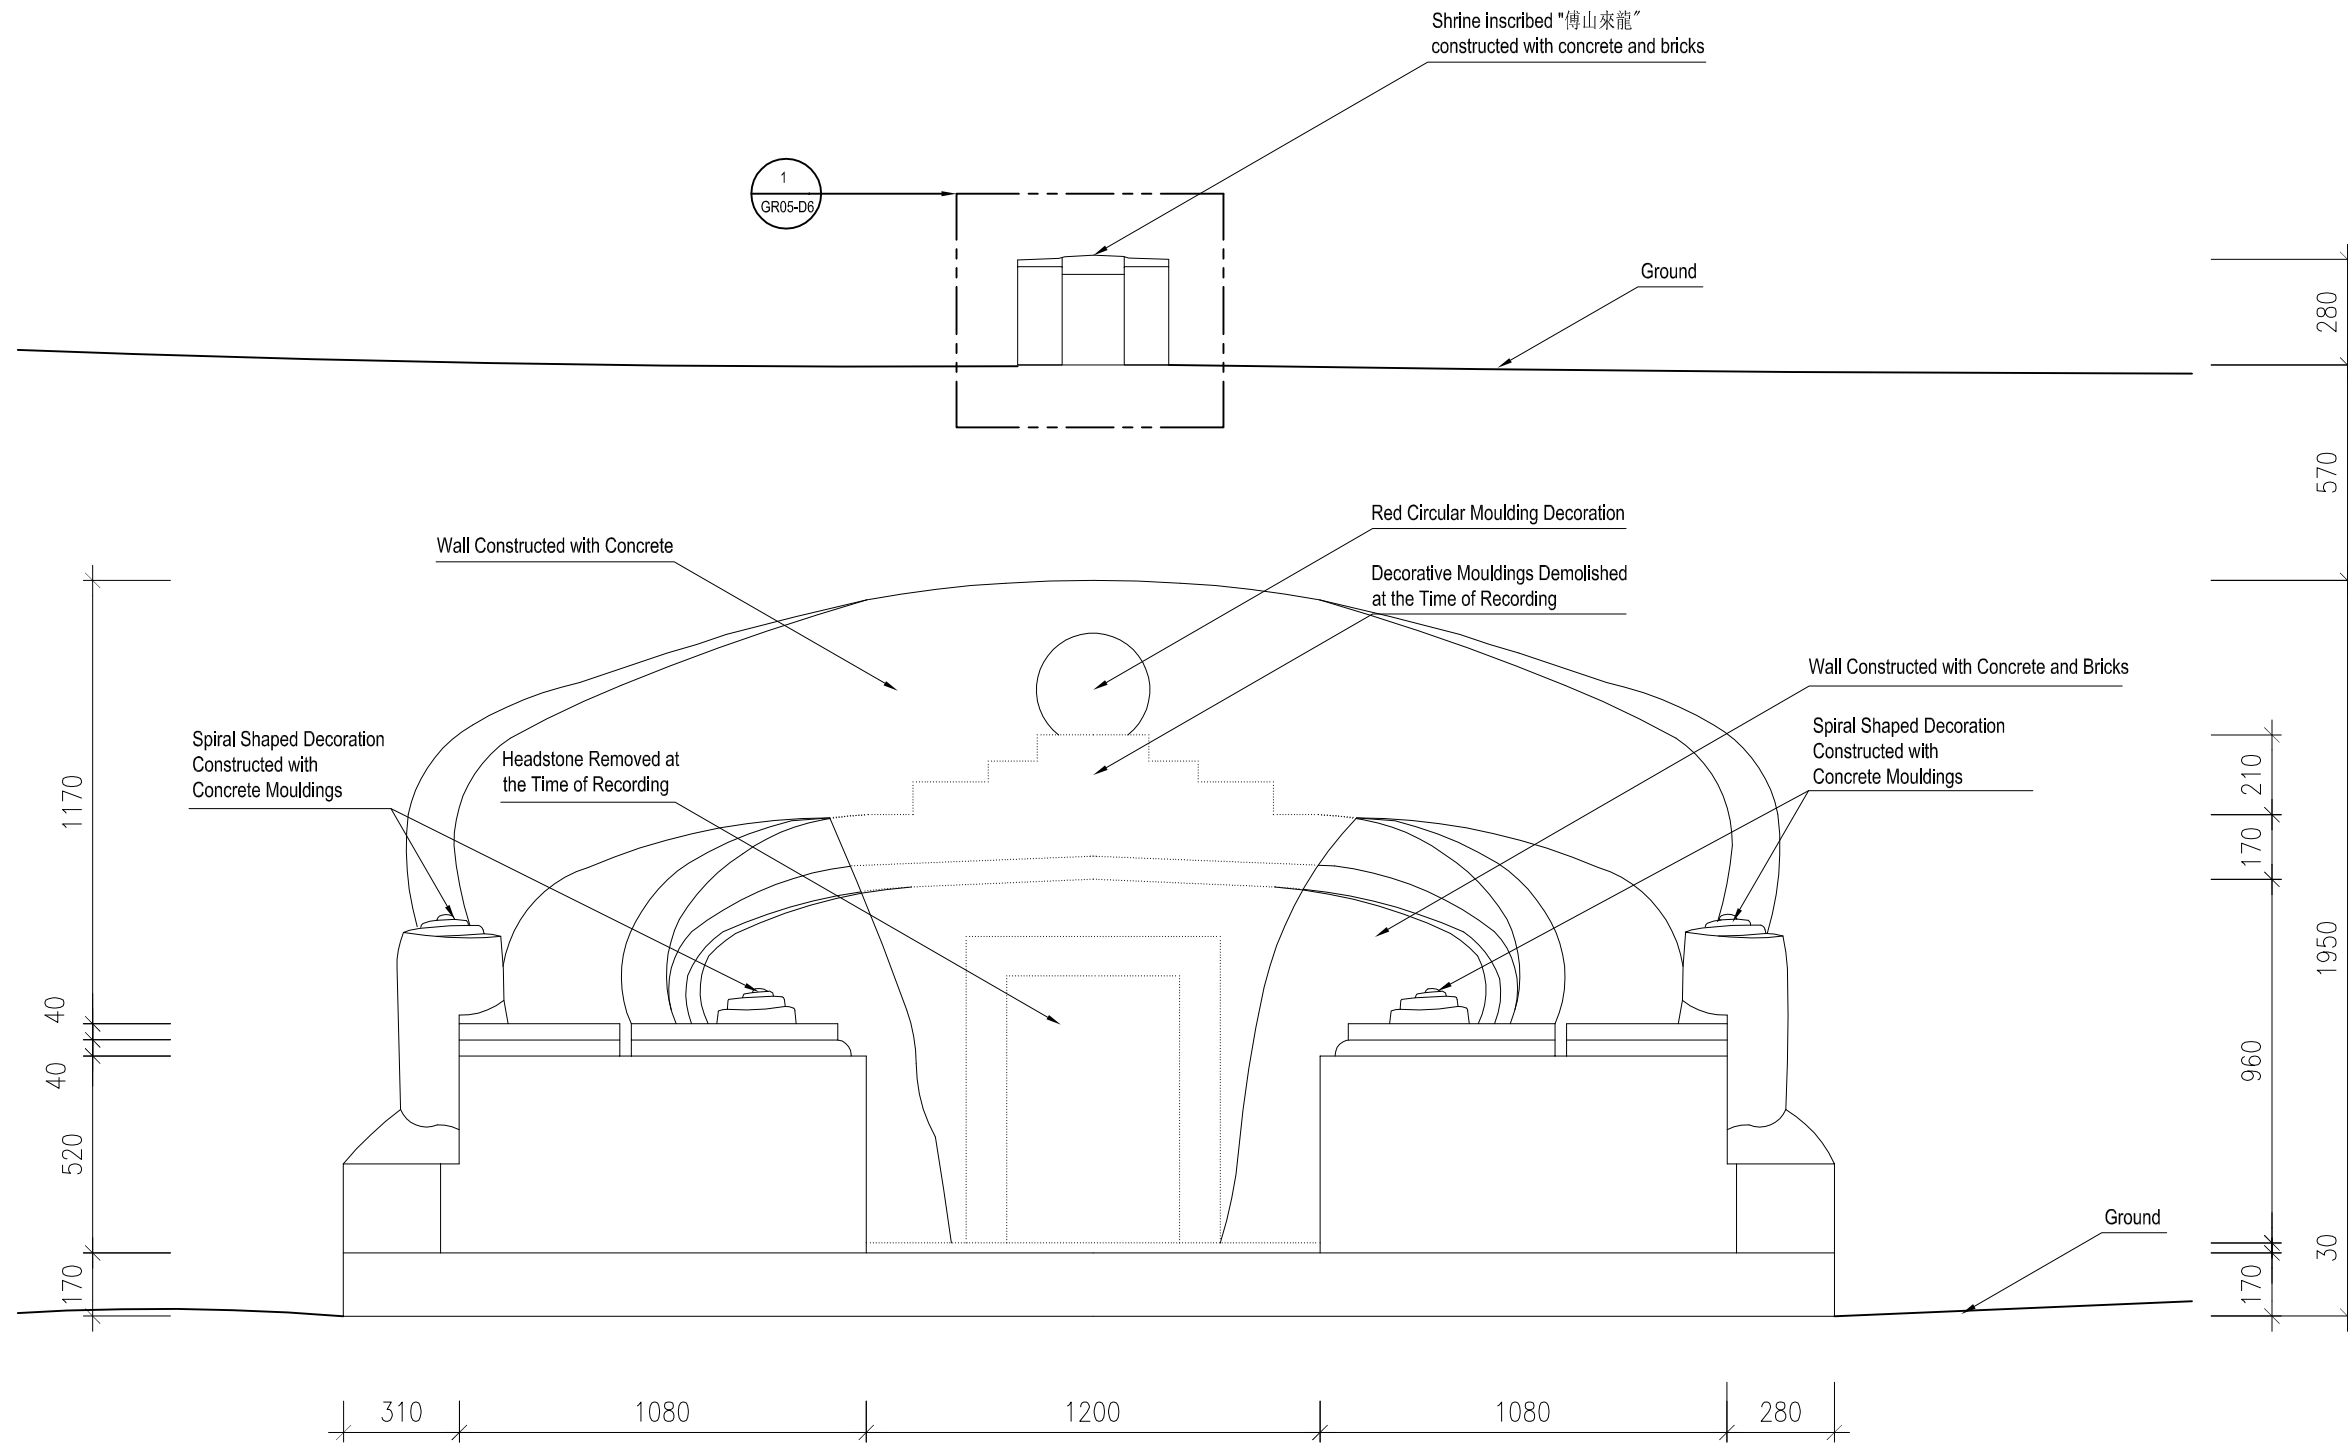 Shrine inscribed "傅山來龍"
constructed with concrete and bricks
1
GR05-D6
Ground
280
570
Red Circular Moulding Decoration
Wall Constructed with Concrete
Decorative Mouldings Demolished
at the Time of Recording
Wall Constructed with Concrete and Bricks
Spiral Shaped Decoration
Constructed with
Concrete Mouldings
Headstone Removed at
the Time of Recording
Spiral Shaped Decoration
Constructed with
Concrete Mouldings
1170
40
40
520
170
210
170
960
170
1950
30
Ground
310
1080
1200
1080
280